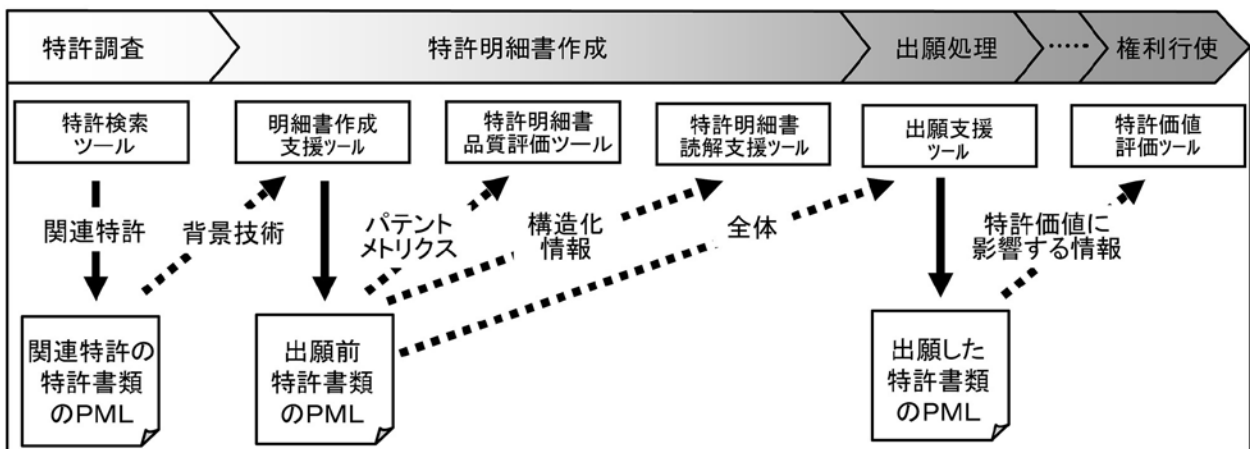 特許調査
特許明細書作成
出願処理
‥‥‥
権利行使
特許検索
ツール
明細書作成
支援ツール
特許明細書
品質評価ツール
特許明細書
読解支援ツール
出願支援
ツール
特許価値
評価ツール
関連特許
背景技術
パテント
メトリクス
構造化
情報
全体
特許価値に
影響する情報
関連特許の
特許書類
のPML
出願前
特許書類
のPML
出願した
特許書類
のPML